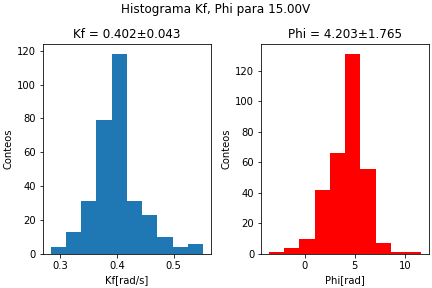 Histograma Kf, Phi para 15.00V
Kf = 0.402±0.043
Phi = 4.203±1.765
Conteos
120
100
80
60
40
20
0
0.3
0.4
0.5
Kf[rad/s]
Conteos
120
100
80
60
40
20
0
0
5
10
Phi[rad]